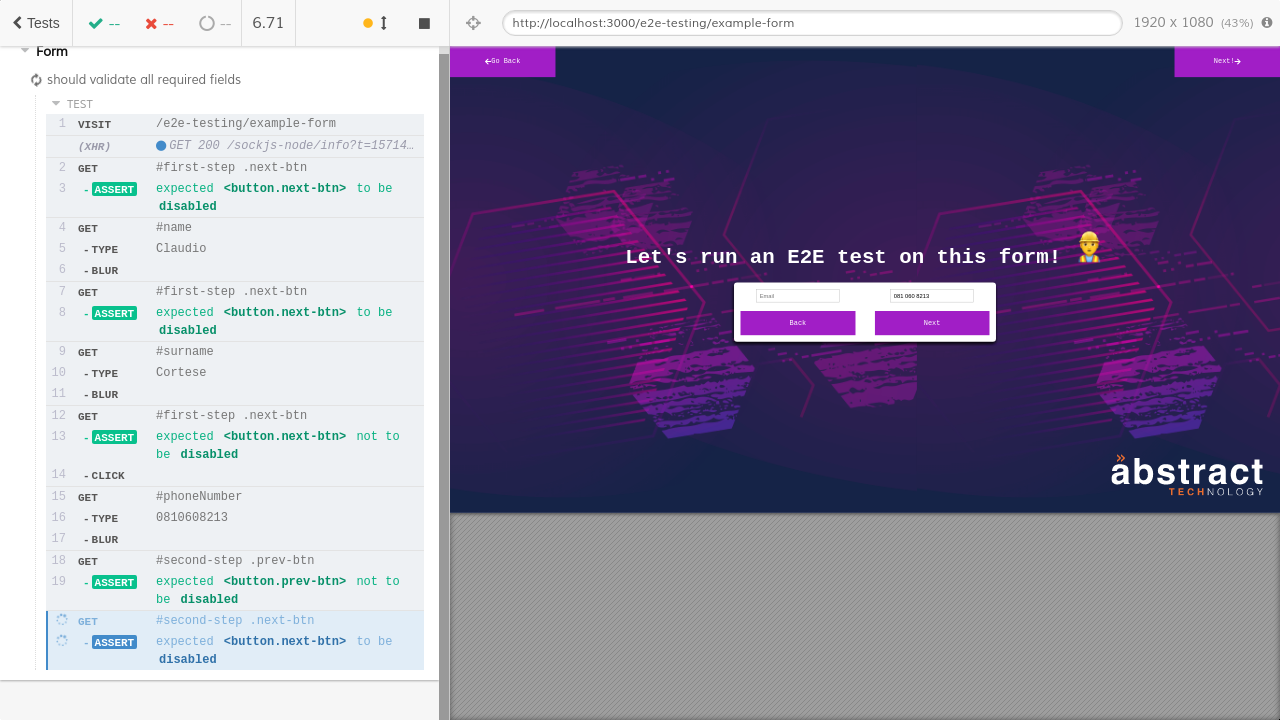 Tests
--
--
--
6.71
http://localhost:3000/e2e-testing/example-form
1920 x 1080 (43%)
Form
should validate all required fields
TEST
1 VISIT /e2e-testing/example-form
(XHR) GET 200 /sockjs-node/info?t=15714…
2 GET #first-step .next-btn
3 - ASSERT expected <button.next-btn> to be
disabled
4 GET #name
5 - TYPE Claudio
6 - BLUR
7 GET #first-step .next-btn
8 - ASSERT expected <button.next-btn> to be
disabled
9 GET #surname
10 - TYPE Cortese
11 - BLUR
12 GET #first-step .next-btn
13 - ASSERT expected <button.next-btn> not to
be disabled
14 - CLICK
15 GET #phoneNumber
16 - TYPE 0810608213
17 - BLUR
18 GET #second-step .prev-btn
19 - ASSERT expected <button.prev-btn> not to
be disabled
GET #second-step .next-btn
- ASSERT expected <button.next-btn> to be
disabled
Go Back
Next!
Let's run an E2E test on this form!
Email
081 060 8213
Back
Next
abstract
TECHNOLOGY